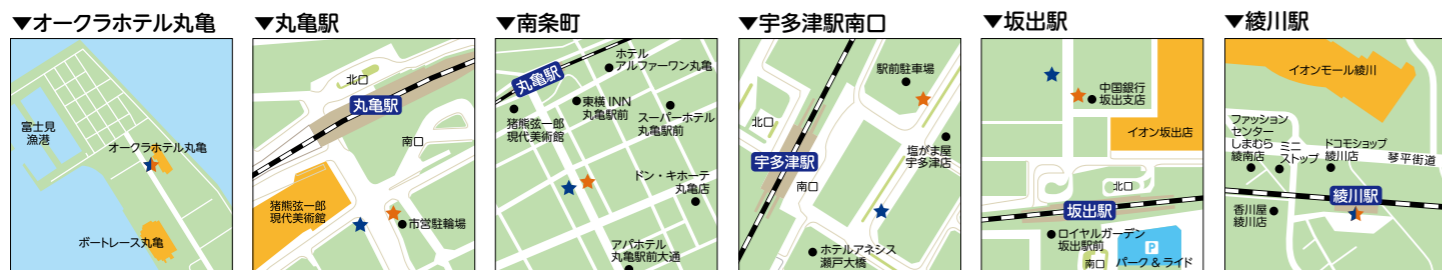 ▼オークラホテル丸亀
富士見
漁港
オークラホテル丸亀
ボートレース丸亀
▼丸亀駅
北口
丸亀駅
南口
猪熊弦一郎
現代美術館
市営駐輪場
▼南条町
ホテル
アルファーワン丸亀
丸亀駅
東横INN
丸亀駅前
猪熊弦一郎
現代美術館
スーパーホテル
丸亀駅前
ドン・キホーテ
丸亀店
アパホテル
丸亀駅前大通
▼宇多津駅南口
駅前駐車場
北口
塩がま屋
宇多津店
宇多津駅
南口
ホテルアネシス
瀬戸大橋
▼坂出駅
中国銀行
坂出支店
イオン坂出店
北口
坂出駅
ロイヤルガーデン
坂出駅前
P
南口
パーク&ライド
▼綾川駅
イオンモール綾川
ファッション
センター
しまむら
綾南店
ミニ
ストップ
ドコモショップ
綾川店
琴平街道
綾川駅
香川屋
綾川店